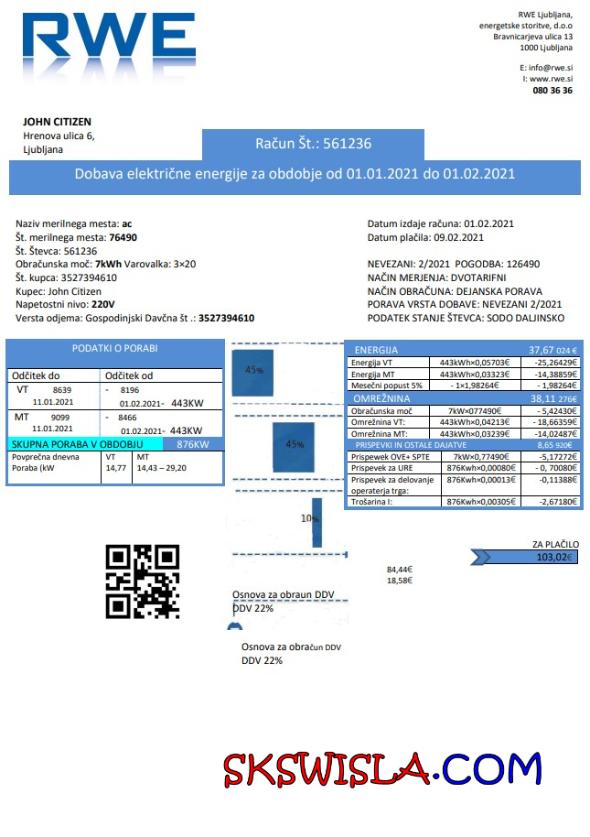 RWE
RWE Ljubljana,
energetske storitve, d.o.o
Bravnicarjeva ulica 13
1000 Ljubljana
E: info@rwe.si
I: www.rwe.si
080 36 36
JOHN CITIZEN
Hrenova ulica 6,
Ljubljana
Račun Št.: 561236
Dobava električne energije za obdobje od 01.01.2021 do 01.02.2021
Naziv merilnega mesta: ac
Št. merilnega mesta: 76490
Št. Števca: 561236
Obračunska moč: 7kWh Varovalka: 3×20
Št. kupca: 3527394610
Kupec: John Citizen
Napetostni nivo: 220V
Versta odjema: Gospodinjski Davčna št .: 3527394610
Datum izdaje računa: 01.02.2021
Datum plačila: 09.02.2021
NEVEZANI: 2/2021 POGODBA: 126490
NAČIN MERJENJA: DVOTARIFNI
NAČIN OBRAČUNA: DEJANSKA PORAVA
PORAVA VRSTA DOBAVE: NEVEZANI 2/2021
PODATEK STANJE ŠTEVCA: SODO DALJINSKO
PODATKI O PORABI
Odčitek do Odčitek od
VT 8639 - 8196
11.01.2021 01.02.2021- 443KW
MT 9099 - 8466
11.01.2021 01.02.2021- 443KW
SKUPNA PORABA V OBDOBJU 876KW
Povprečna dnevna VT MT
Poraba (kW 14,77 14,43 – 29,20
45%
45%
10%
ENERGIJA 37,67 024 €
Energija VT 443kWh×0,05703€ -25,26429€
Energija MT 443kWh×0,03323€ -14,38859€
Mesečni popust 5% - 1×1,98264€ - 1,98264€
OMREŽNINA 38,11 276€
Obračunska moč 7kW×077490€ -5,42430€
Omrežnina VT: 443kWh×0,04213€ -18,66359€
Omrežnina MT: 443kWh×0,03239€ -14,02487€
PRISPEVKI IN OSTALE DAJATVE 8,65 920€
Prispewek OVE+ SPTE 7kW×0,77490€ -5,17272€
Prispevek za URE 876Kwh×0,00080€ - 0, 70080€
Prispevek za delovanje 876Kwh×0,00013€ -0,11388€
operaterja trga:
Trošarina I: 876Kwh×0,00305€ -2,67180€
ZA PLAČILO
103,02€
84,44€
18,58€
Osnova za obraun DDV
DDV 22%
Osnova za obračun DDV
DDV 22%
SKSWISLA.COM